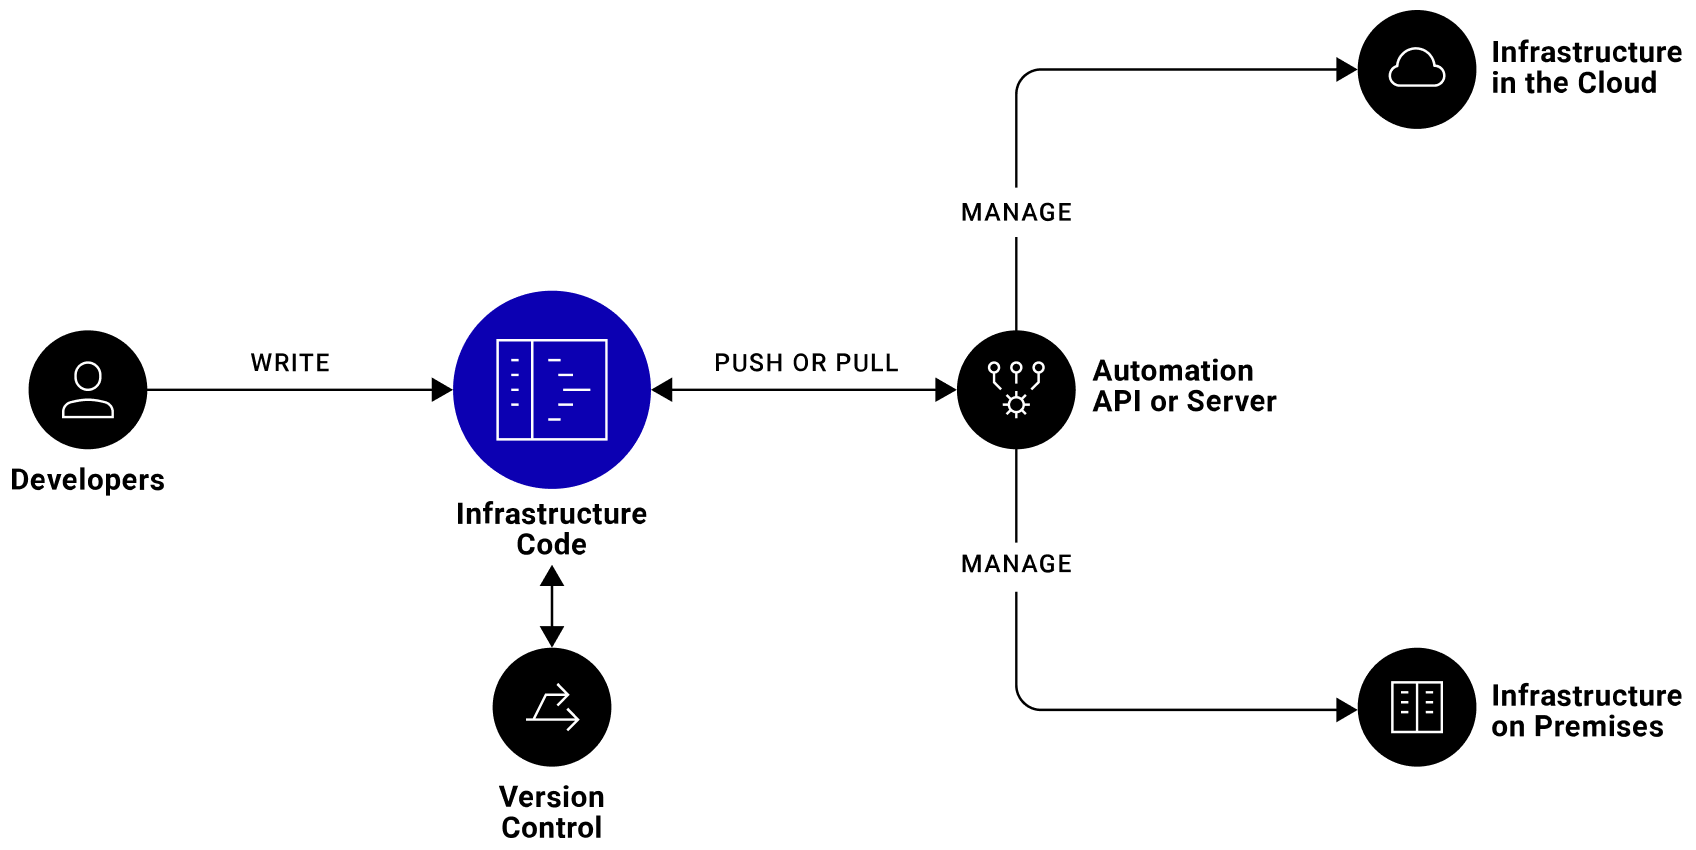 Infrastructure
in the Cloud
MANAGE
WRITE
PUSH OR PULL
Automation
API or Server
Developers
Infrastructure
Code
MANAGE
Infrastructure
on Premises
Version
Control